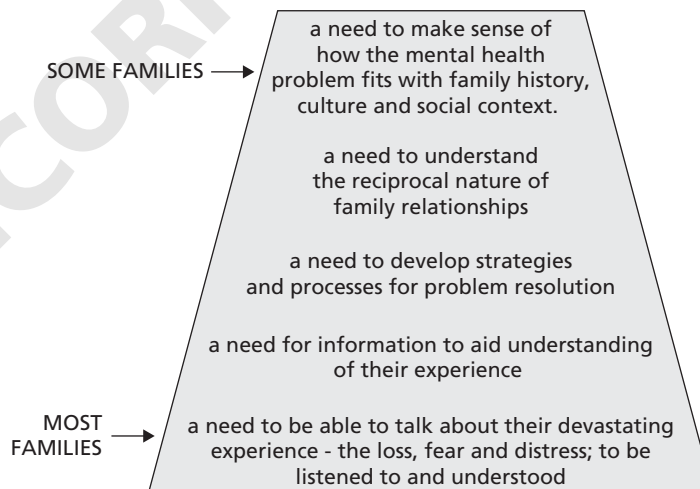 a need to make sense of
how the mental health
SOME FAMILIES problem fits with family history,
culture and social context.
a need to understand
the reciprocal nature of
family relationships
a need to develop strategies
and processes for problem resolution
a need for information to aid understanding
of their experience
MOST
FAMILIES
a need to be able to talk about their devastating
experience - the loss, fear and distress; to be
listened to and understood
CORR